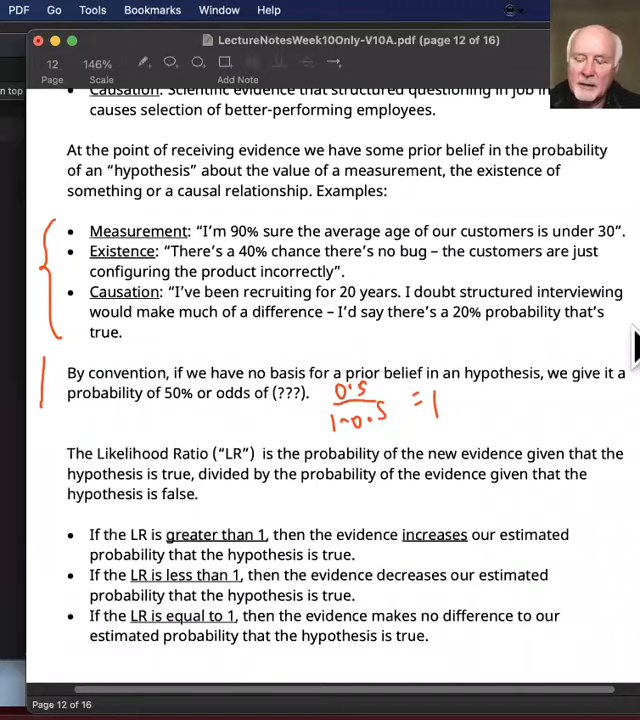 PDF Go Tools Bookmarks Window Help
LectureNotesWeek10Only-V10A.pdf (page 12 of 16)
12 146%
Page Scale Add Note
n top
Causation: Scientific evidence that structured questioning in job in
causes selection of better-performing employees.
At the point of receiving evidence we have some prior belief in the probability
of an “hypothesis” about the value of a measurement, the existence of
something or a causal relationship. Examples:
• Measurement: “I’m 90% sure the average age of our customers is under 30”.
• Existence: “There’s a 40% chance there’s no bug – the customers are just
configuring the product incorrectly”.
• Causation: “I’ve been recruiting for 20 years. I doubt structured interviewing
would make much of a difference – I’d say there’s a 20% probability that’s
true.
By convention, if we have no basis for a prior belief in an hypothesis, we give it a
probability of 50% or odds of (???).
0.5
1-0.5 = 1
The Likelihood Ratio (“LR”) is the probability of the new evidence given that the
hypothesis is true, divided by the probability of the evidence given that the
hypothesis is false.
• If the LR is greater than 1, then the evidence increases our estimated
probability that the hypothesis is true.
• If the LR is less than 1, then the evidence decreases our estimated
probability that the hypothesis is true.
• If the LR is equal to 1, then the evidence makes no difference to our
estimated probability that the hypothesis is true.
Page 12 of 16